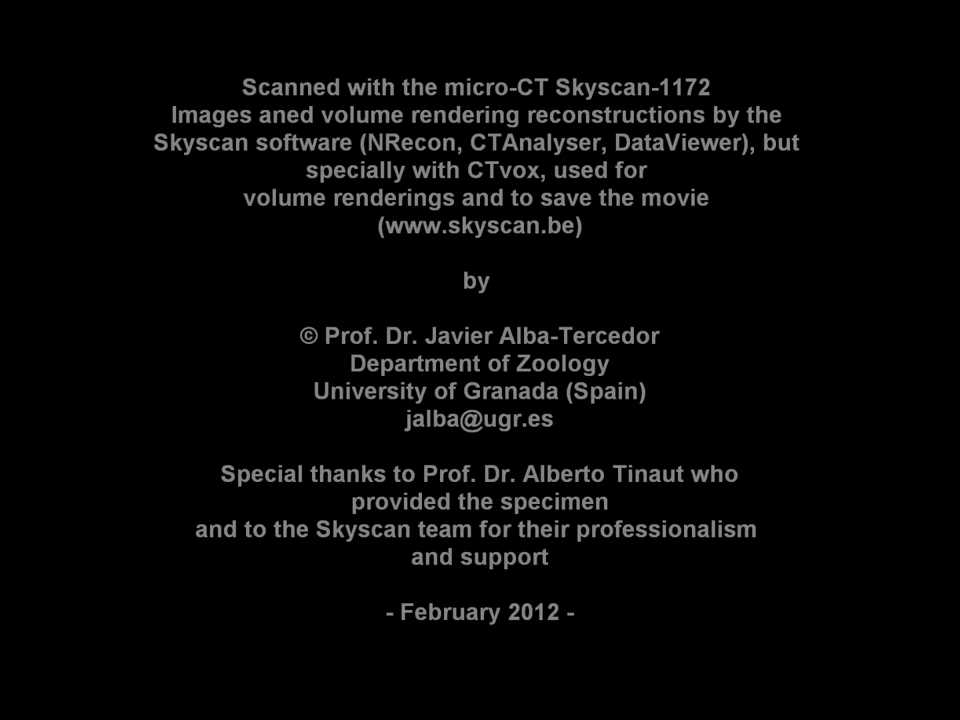 Scanned with the micro-CT Skyscan-1172
Images aned volume rendering reconstructions by the
Skyscan software (NRecon, CTAnalyser, DataViewer), but
specially with CTvox, used for
volume renderings and to save the movie
(www.skyscan.be)
by
© Prof. Dr. Javier Alba-Tercedor
Department of Zoology
University of Granada (Spain)
jalba@ugr.es
Special thanks to Prof. Dr. Alberto Tinaut who
provided the specimen
and to the Skyscan team for their professionalism
and support
- February 2012 -